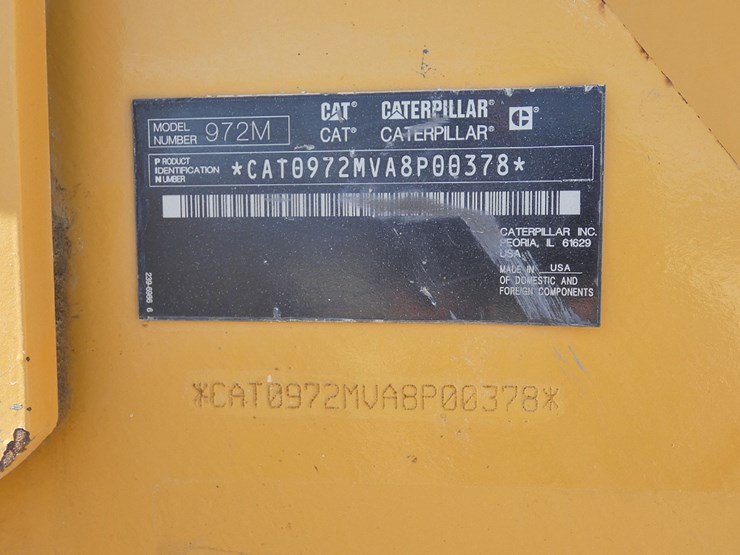 CAT® CATERPILLAR® C®
CAT® CATERPILLAR®
MODEL NUMBER 972M
PRODUCT IDENTIFICATION NUMBER *CAT0972MVA8P00378*
CATERPILLAR INC.
PEORIA, IL 61629
USA
MADE IN USA
OF DOMESTIC AND
FOREIGN COMPONENTS
*CAT0972MVA8P00378*